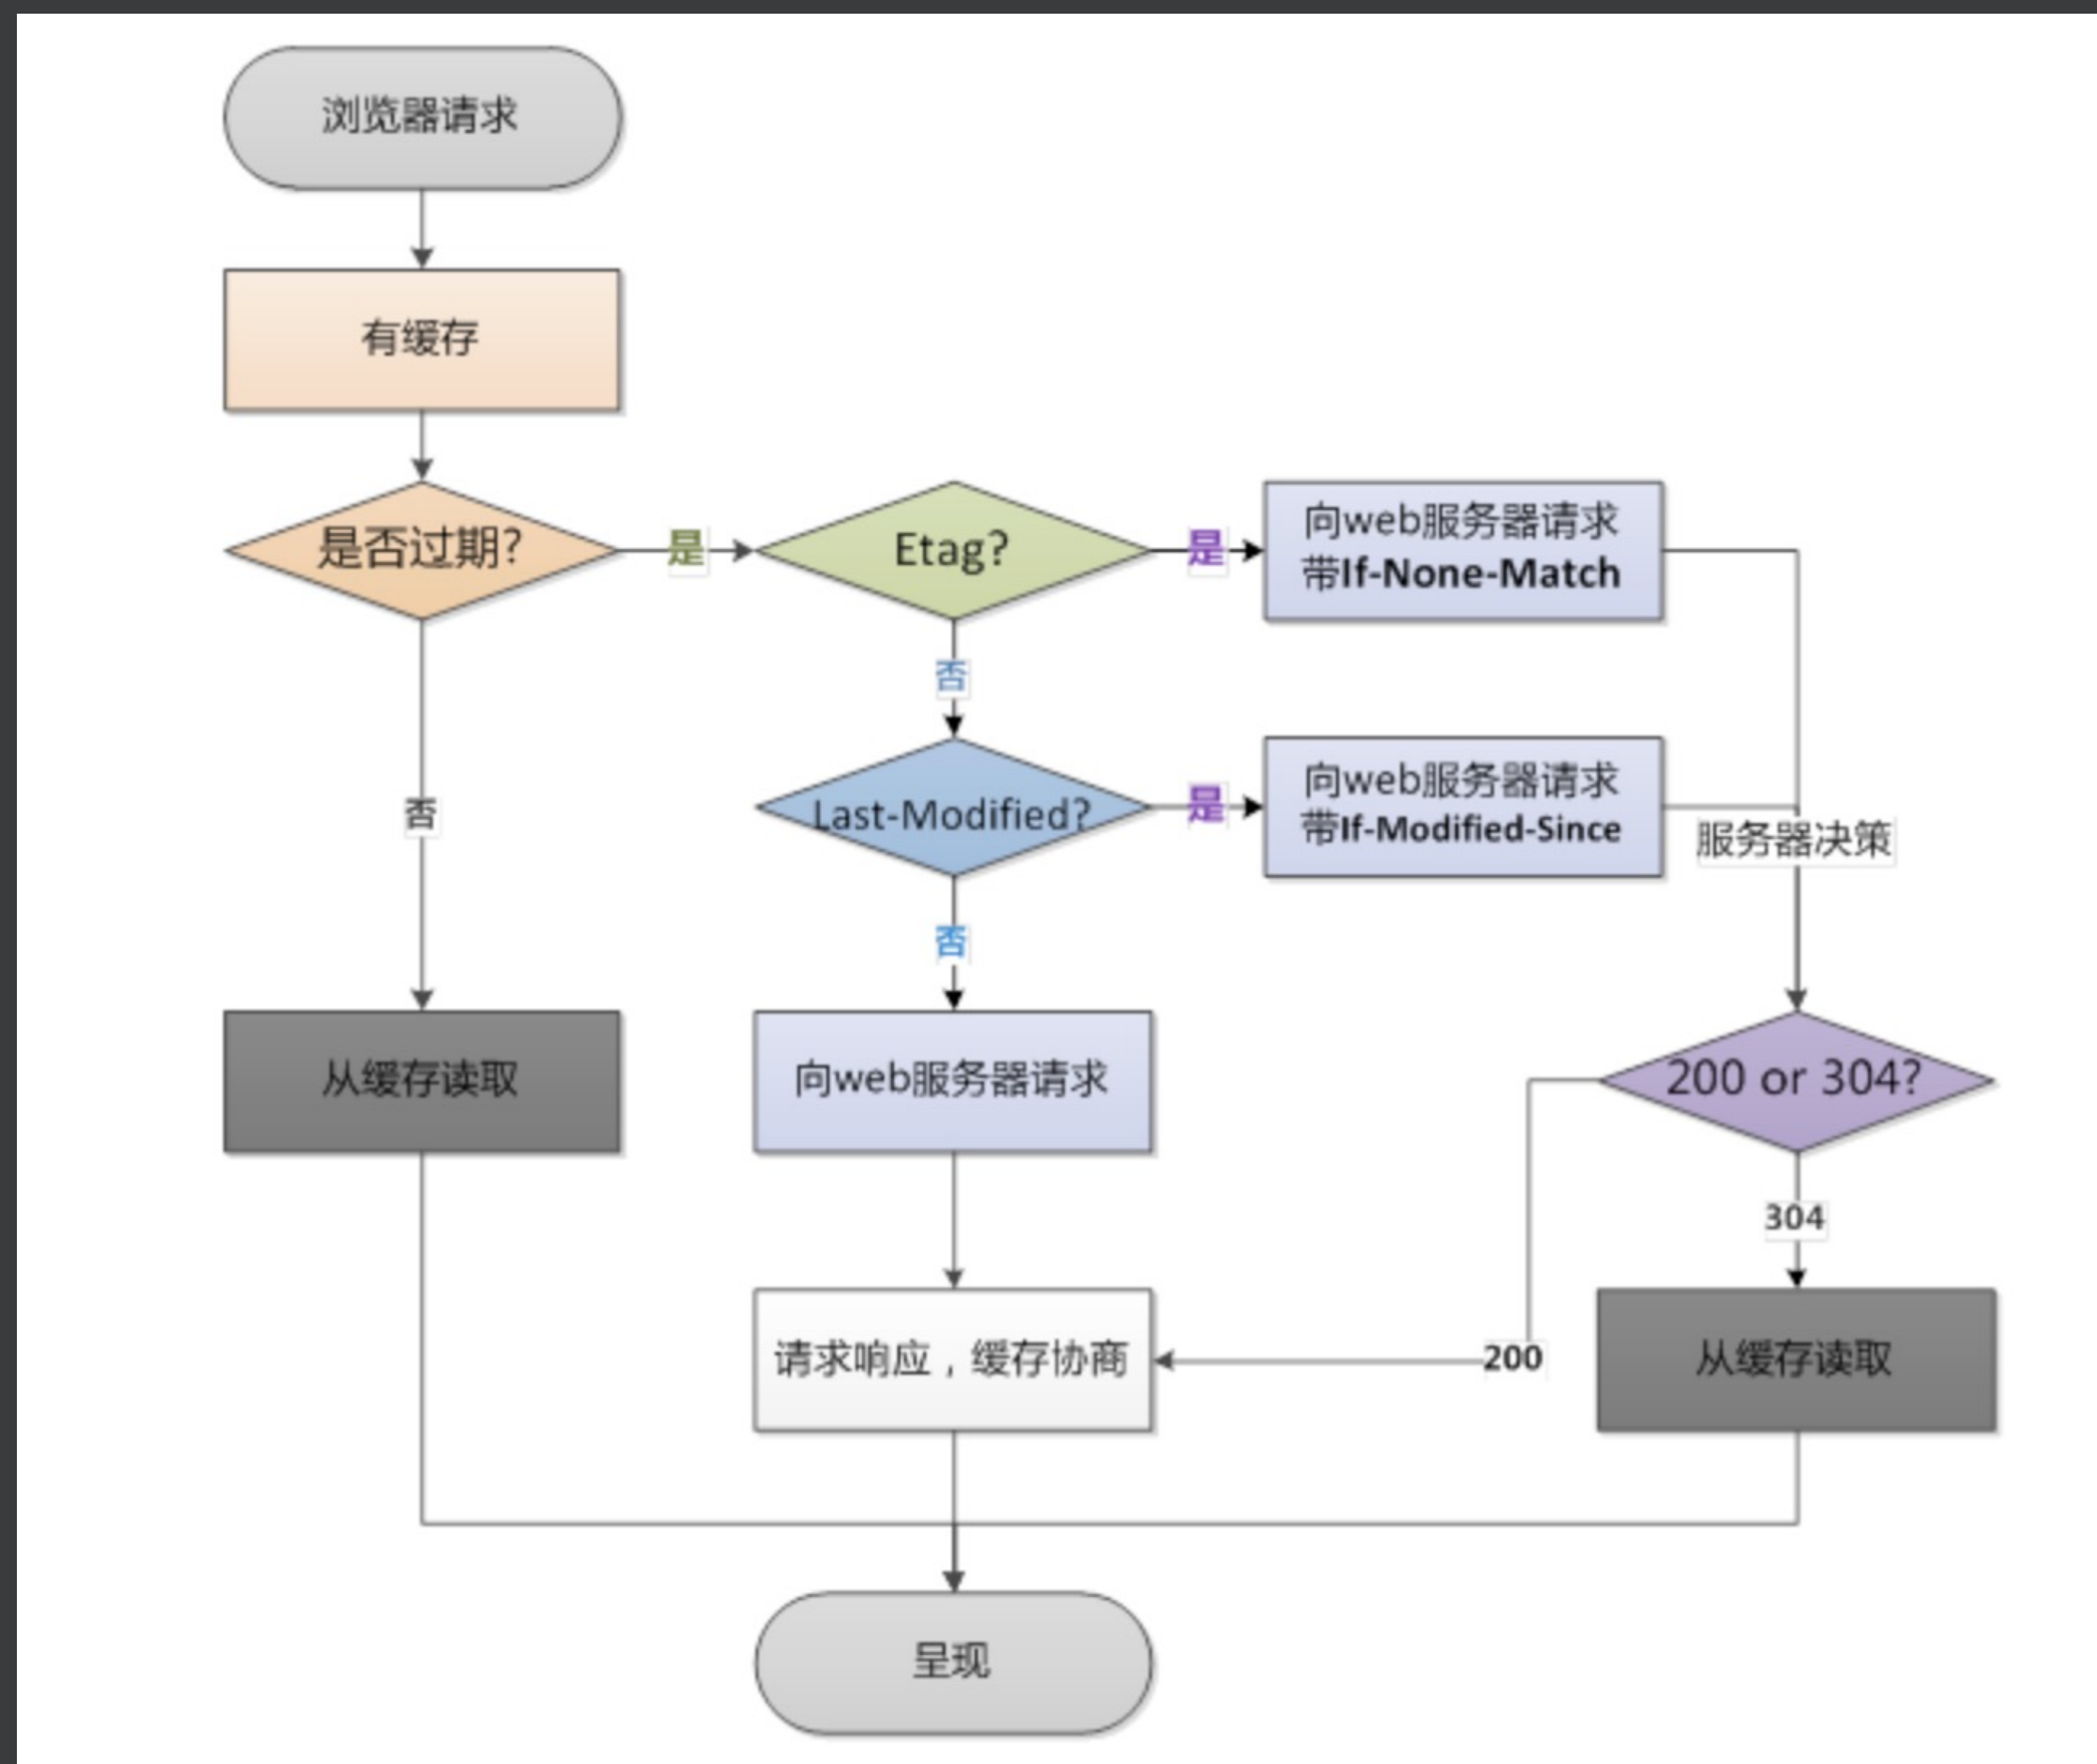 浏览器请求
有缓存
是否过期?
是
Etag?
是
向web服务器请求
带If-None-Match
否
Last-Modified?
是
向web服务器请求
带If-Modified-Since
服务器决策
否
否
从缓存读取
向web服务器请求
200 or 304?
304
请求响应，缓存协商
200
从缓存读取
呈现